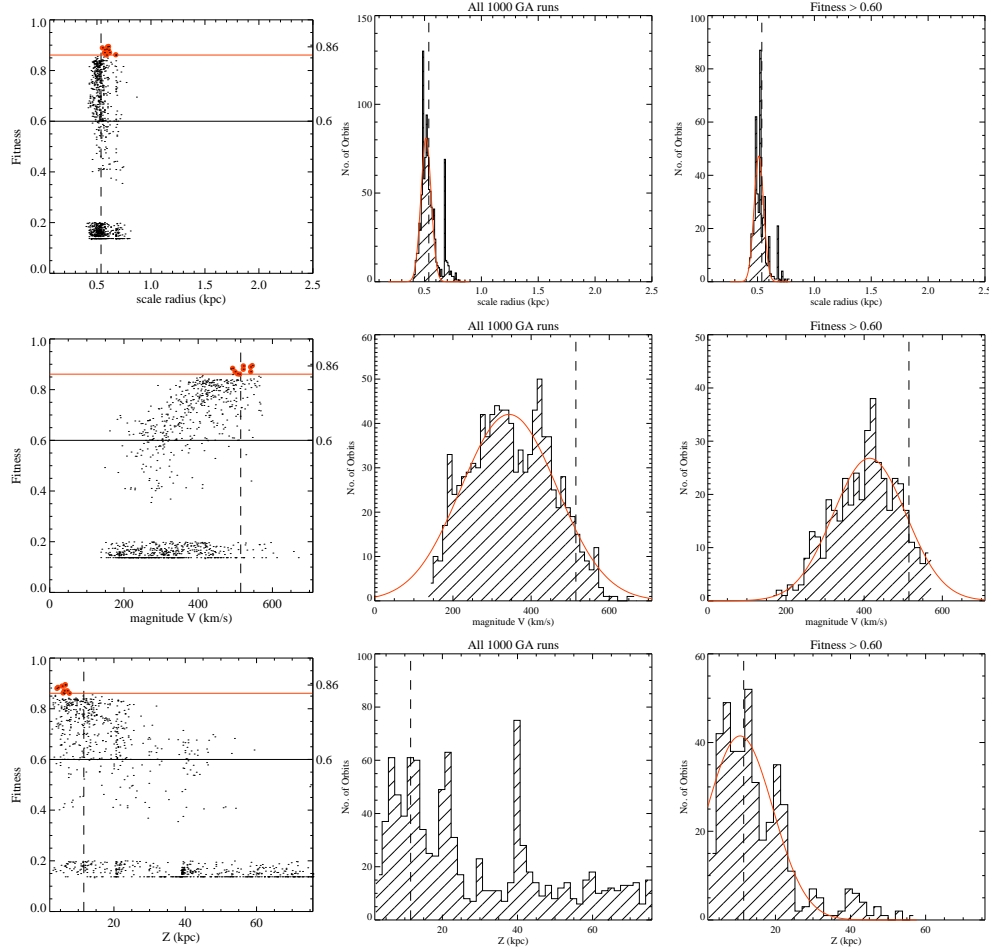 1.0
0.8
0.6
0.4
0.2
0.0
Fitness
0.86
0.6
0.5 1.0 1.5 2.0 2.5
scale radius (kpc)
All 1000 GA runs
150
100
50
0
No. of Orbits
0.5 1.0 1.5 2.0 2.5
scale radius (kpc)
Fitness > 0.60
100
80
60
40
20
0
No. of Orbits
0.5 1.0 1.5 2.0 2.5
scale radius (kpc)
1.0
0.8
0.6
0.4
0.2
0.0
Fitness
0.86
0.6
0 200 400 600
magnitude V (km/s)
All 1000 GA runs
60
50
40
30
20
10
0
No. of Orbits
0 200 400 600
magnitude V (km/s)
Fitness > 0.60
50
40
30
20
10
0
No. of Orbits
0 200 400 600
magnitude V (km/s)
1.0
0.8
0.6
0.4
0.2
0.0
Fitness
0.86
0.6
20 40 60
Z (kpc)
All 1000 GA runs
100
80
60
40
20
0
No. of Orbits
20 40 60
Z (kpc)
Fitness > 0.60
60
40
20
0
No. of Orbits
20 40 60
Z (kpc)